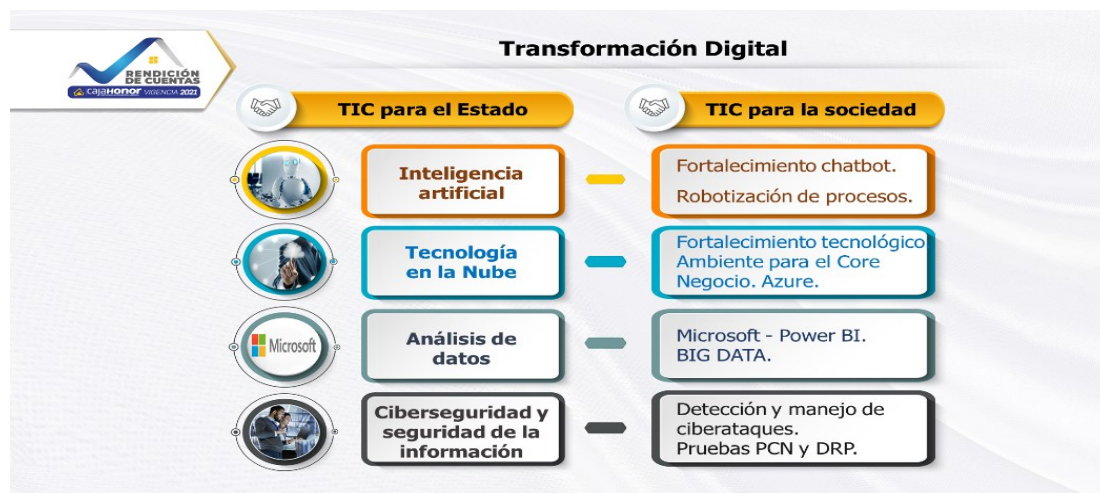 Transformación Digital
RENDICIÓN
DE CUENTAS
cajaHonor VIGENCIA 2021
TIC para el Estado
TIC para la sociedad
Inteligencia
artificial
Fortalecimiento chatbot.
Robotización de procesos.
Tecnología
en la Nube
Fortalecimiento tecnológico
Ambiente para el Core
Negocio. Azure.
Microsoft
Análisis de
datos
Microsoft - Power BI.
BIG DATA.
Ciberseguridad y
seguridad de la
información
Detección y manejo de
ciberataques.
Pruebas PCN y DRP.